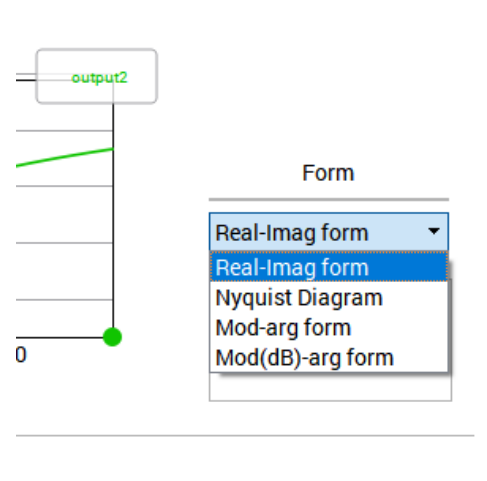 output2
Form
Real-Imag form
Real-Imag form
Nyquist Diagram
Mod-arg form
Mod(dB)-arg form
0